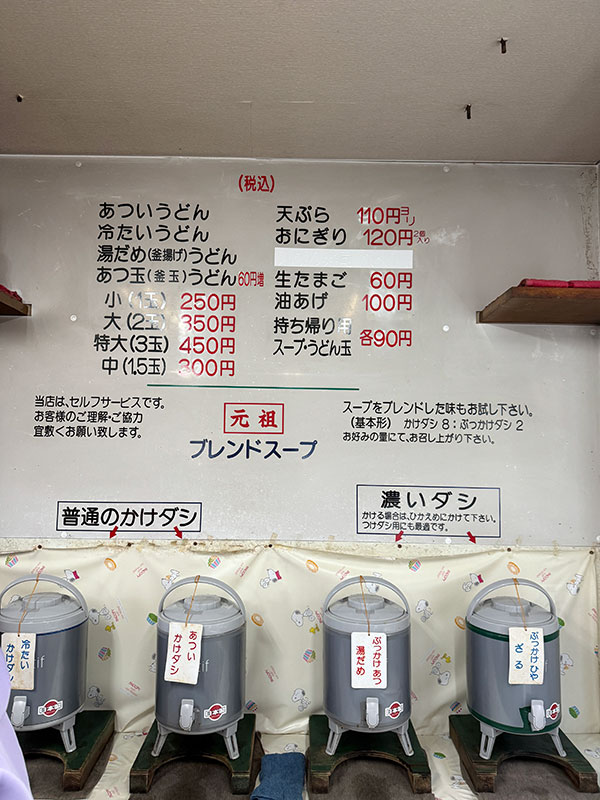 (税込)
あついうどん
冷たいうどん
湯だめ(釜揚げ)うどん
あつ玉(釜玉)うどん 60円増
小(1玉) 250円
大(2玉) 350円
特大(3玉) 450円
中(1.5玉) 300円
天ぷら 110円ヨリ
おにぎり 120円 2個入り
生たまご 60円
油あげ 100円
持ち帰り用
スープ・うどん玉 各90円
当店は、セルフサービスです。
お客様のご理解・ご協力
宜敷くお願い致します。
元祖
ブレンドスープ
スープをブレンドした味もお試し下さい。
(基本形) かけダシ8:ぶっかけダシ2
お好みの量にて、お召し上がり下さい。
普通のかけダシ
濃いダシ
かける場合は、ひかえめにかけて下さい。
つけダシ用にも最適です。
冷たい
かけダシ
あつい
かけダシ
ぶっかけあつ
湯だめ
ぶっかけひや
ざる